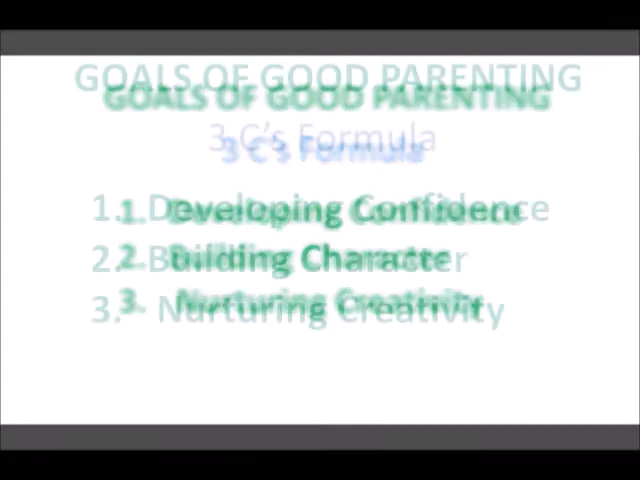 GOALS OF GOOD PARENTING
3 C's Formula
1. Developing Confidence
2. Building Character
3. Nurturing Creativity